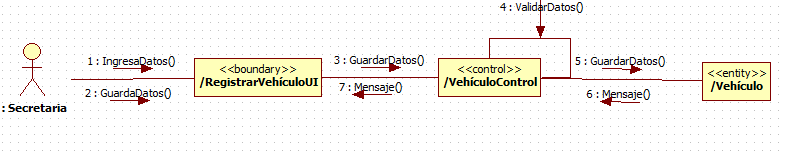 4 : ValidarDatos()
1 : IngresaDatos()
3 : GuardarDatos()
5 : GuardarDatos()
<<boundary>>
/RegistrarVehículoUI
<<control>>
/VehículoControl
<<entity>>
/Vehículo
2 : GuardaDatos()
7 : Mensaje()
6 : Mensaje()
: Secretaria